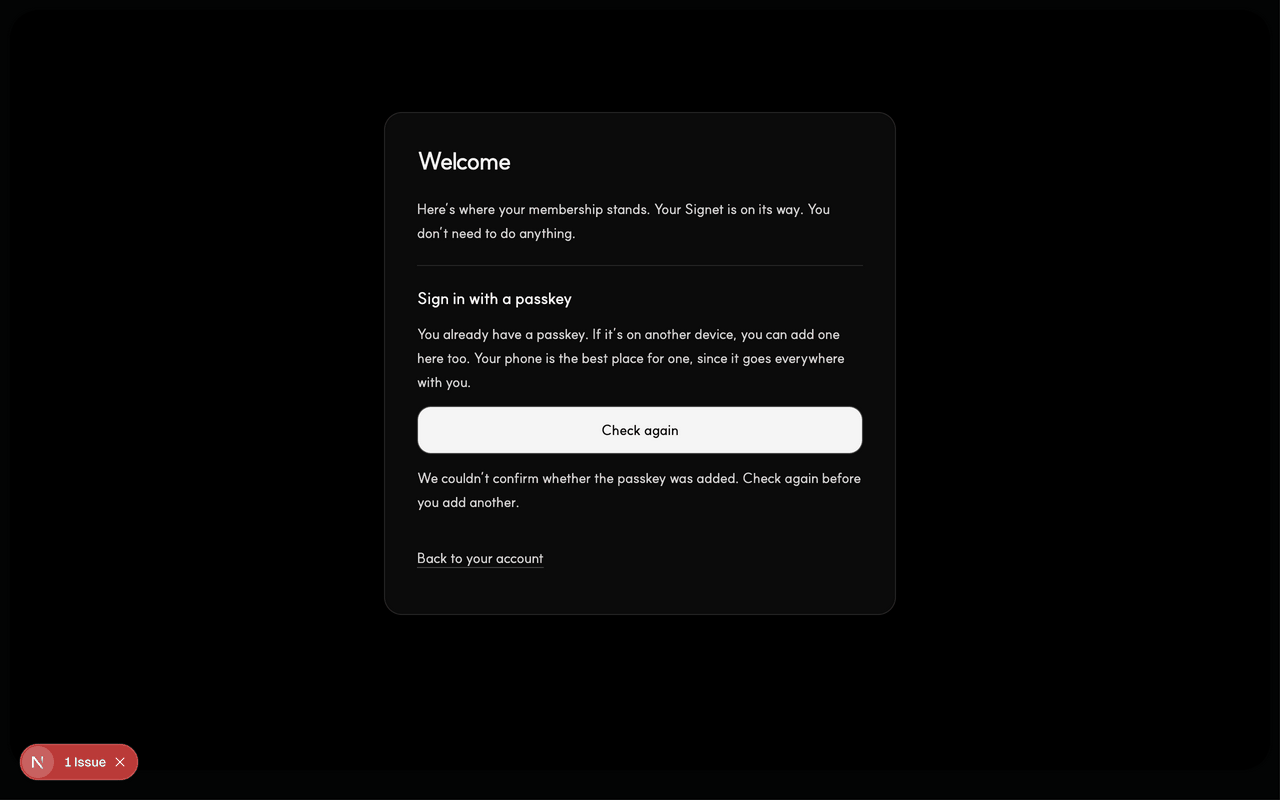 Welcome
Here's where your membership stands. Your Signet is on its way. You
don't need to do anything.
Sign in with a passkey
You already have a passkey. If it's on another device, you can add one
here too. Your phone is the best place for one, since it goes everywhere
with you.
Check again
We couldn't confirm whether the passkey was added. Check again before
you add another.
Back to your account
N 1 Issue